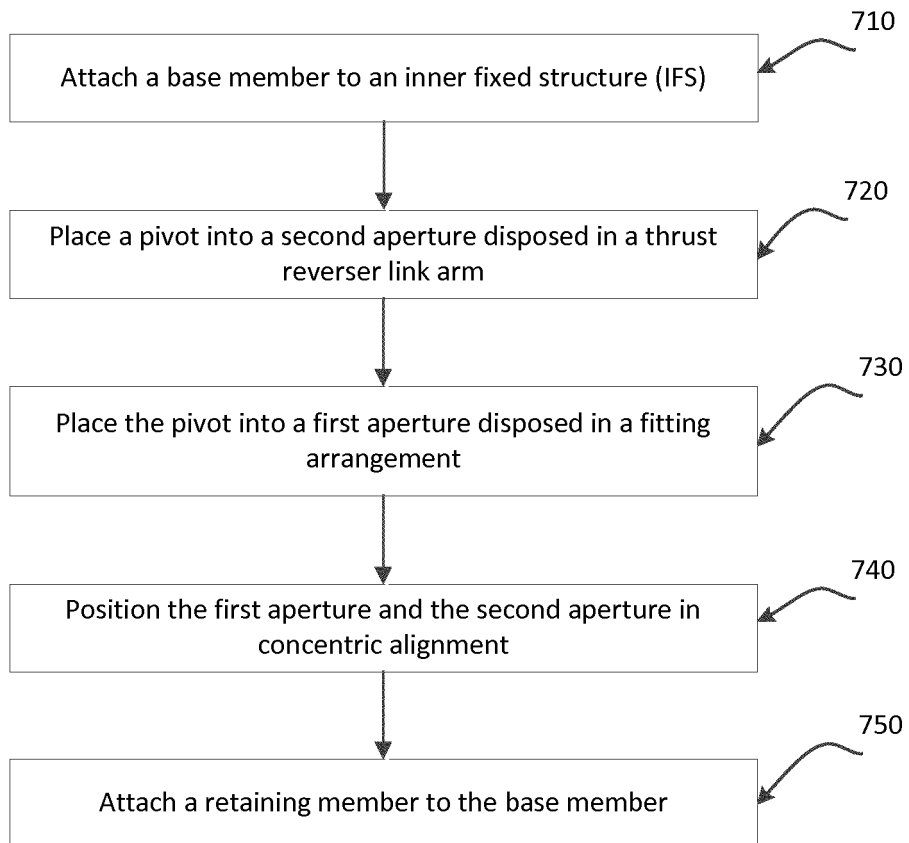 710
Attach a base member to an inner fixed structure (IFS)
720
Place a pivot into a second aperture disposed in a thrust
reverser link arm
730
Place the pivot into a first aperture disposed in a fitting
arrangement
740
Position the first aperture and the second aperture in
concentric alignment
750
Attach a retaining member to the base member